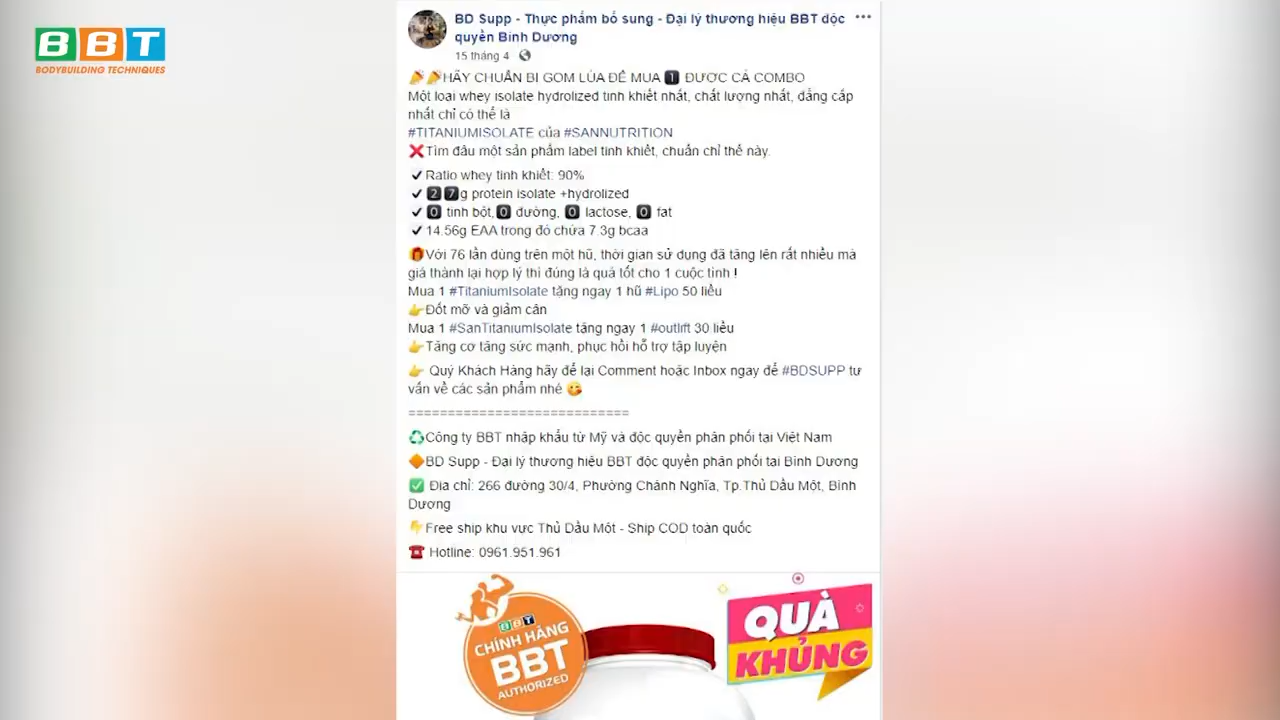 BBT
BODYBUILDING TECHNIQUES
BD Supp - Thực phẩm bổ sung - Đại lý thương hiệu BBT độc
quyền Bình Dương
15 tháng 4
🎉🎉HÃY CHUẨN BỊ GOM LÚA ĐỂ MUA 1️⃣ ĐƯỢC CẢ COMBO
Một loại whey isolate hydrolized tinh khiết nhất, chất lượng nhất, đẳng cấp
nhất chỉ có thể là
#TITANIUMISOLATE của #SANNUTRITION
❌Tìm đâu một sản phẩm label tinh khiết, chuẩn chỉ thế này.
✔Ratio whey tinh khiết: 90%
✔2️⃣7️⃣g protein isolate +hydrolized
✔0️⃣ tinh bột,0️⃣ đường, 0️⃣ lactose, 0️⃣ fat
✔14.56g EAA trong đó chứa 7.3g bcaa
🎁Với 76 lần dùng trên một hũ, thời gian sử dụng đã tăng lên rất nhiều mà
giá thành lại hợp lý thì đúng là quá tốt cho 1 cuộc tình !
Mua 1 #TitaniumIsolate tặng ngay 1 hũ #Lipo 50 liều
👉Đốt mỡ và giảm cân
Mua 1 #SanTitaniumIsolate tặng ngay 1 #outlift 30 liều
👉Tăng cơ tăng sức mạnh, phục hồi hỗ trợ tập luyện
👉 Quý Khách Hàng hãy để lại Comment hoặc Inbox ngay để #BDSUPP tư
vấn về các sản phẩm nhé 😋
============================
♻Công ty BBT nhập khẩu từ Mỹ và độc quyền phân phối tại Việt Nam
🔶BD Supp - Đại lý thương hiệu BBT độc quyền phân phối tại Bình Dương
✅ Địa chỉ: 266 đường 30/4, Phường Chánh Nghĩa, Tp.Thủ Dầu Một, Bình
Dương
👇Free ship khu vực Thủ Dầu Một - Ship COD toàn quốc
☎ Hotline: 0961.951.961
BBT
CHÍNH HÃNG
BBT
AUTHORIZED
QUÀ
KHỦNG